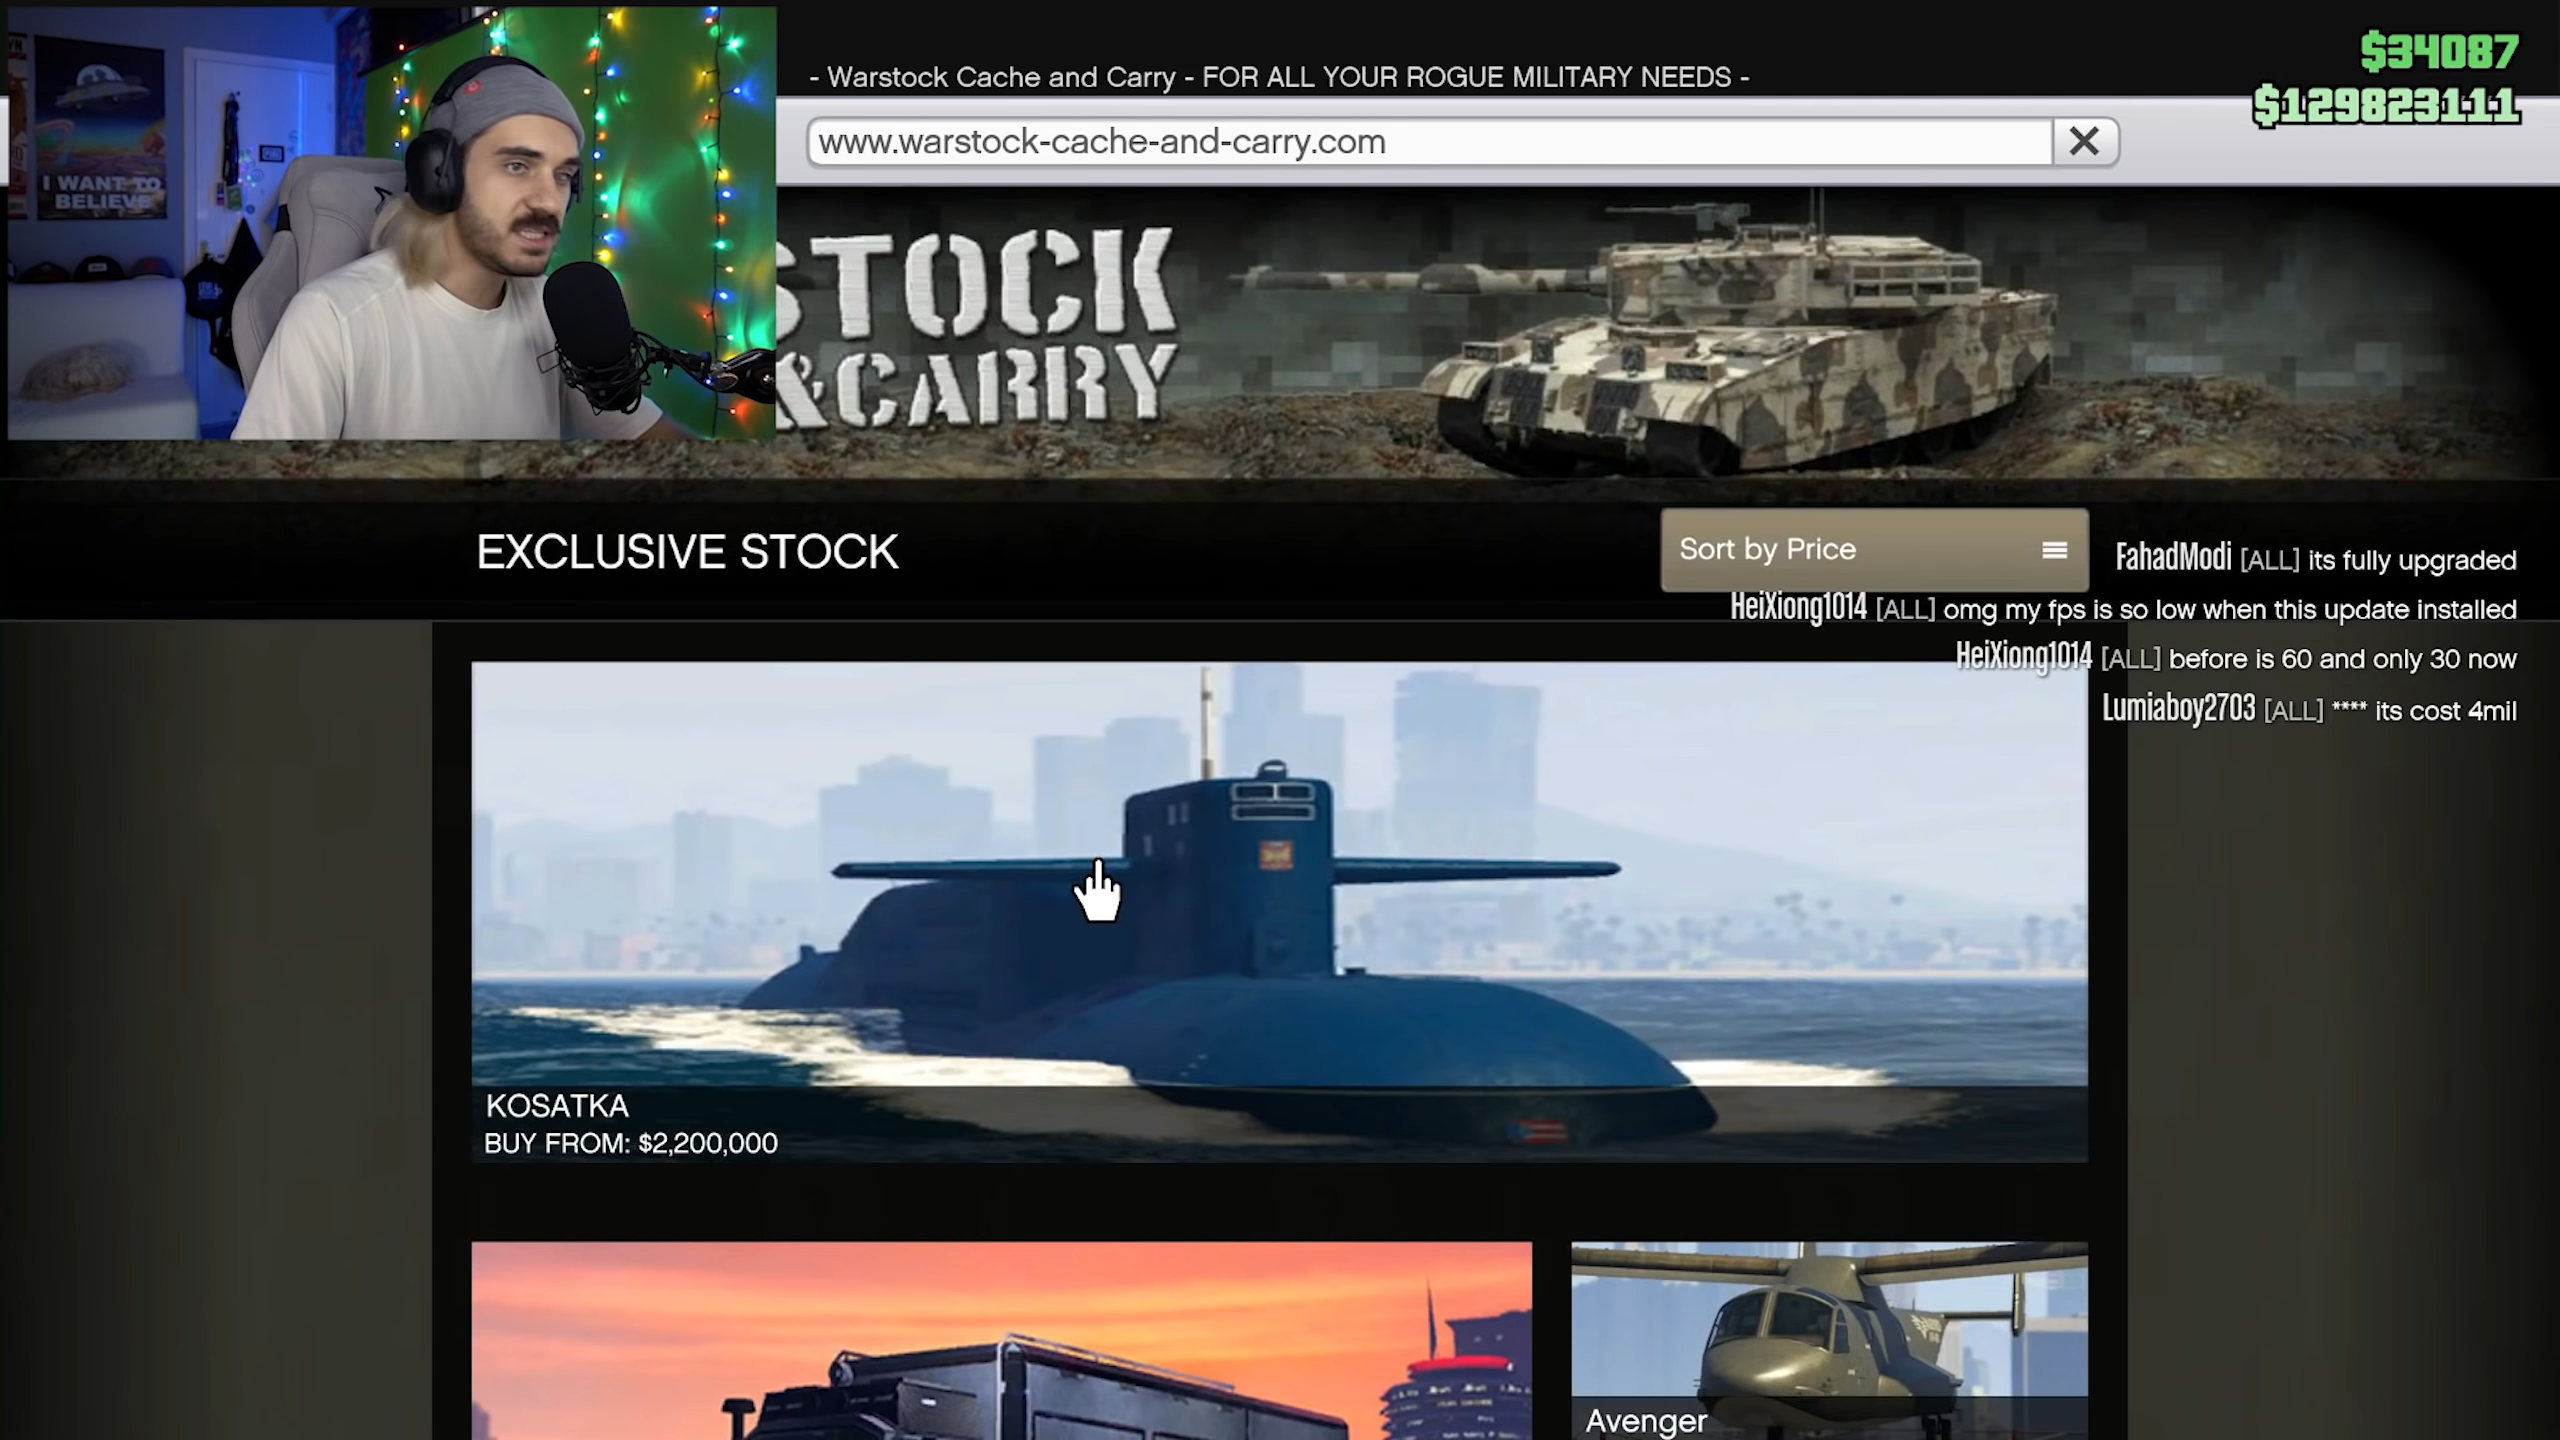 I WANT TO
BELIEVE
- Warstock Cache and Carry - FOR ALL YOUR ROGUE MILITARY NEEDS -
$34087
$129823111
www.warstock-cache-and-carry.com
STOCK
&CARRY
EXCLUSIVE STOCK
Sort by Price
FahadModi [ALL] its fully upgraded
HeiXiong1014 [ALL] omg my fps is so low when this update installed
HeiXiong1014 [ALL] before is 60 and only 30 now
Lumiaboy2703 [ALL] **** its cost 4mil
KOSATKA
BUY FROM: $2,200,000
Avenger